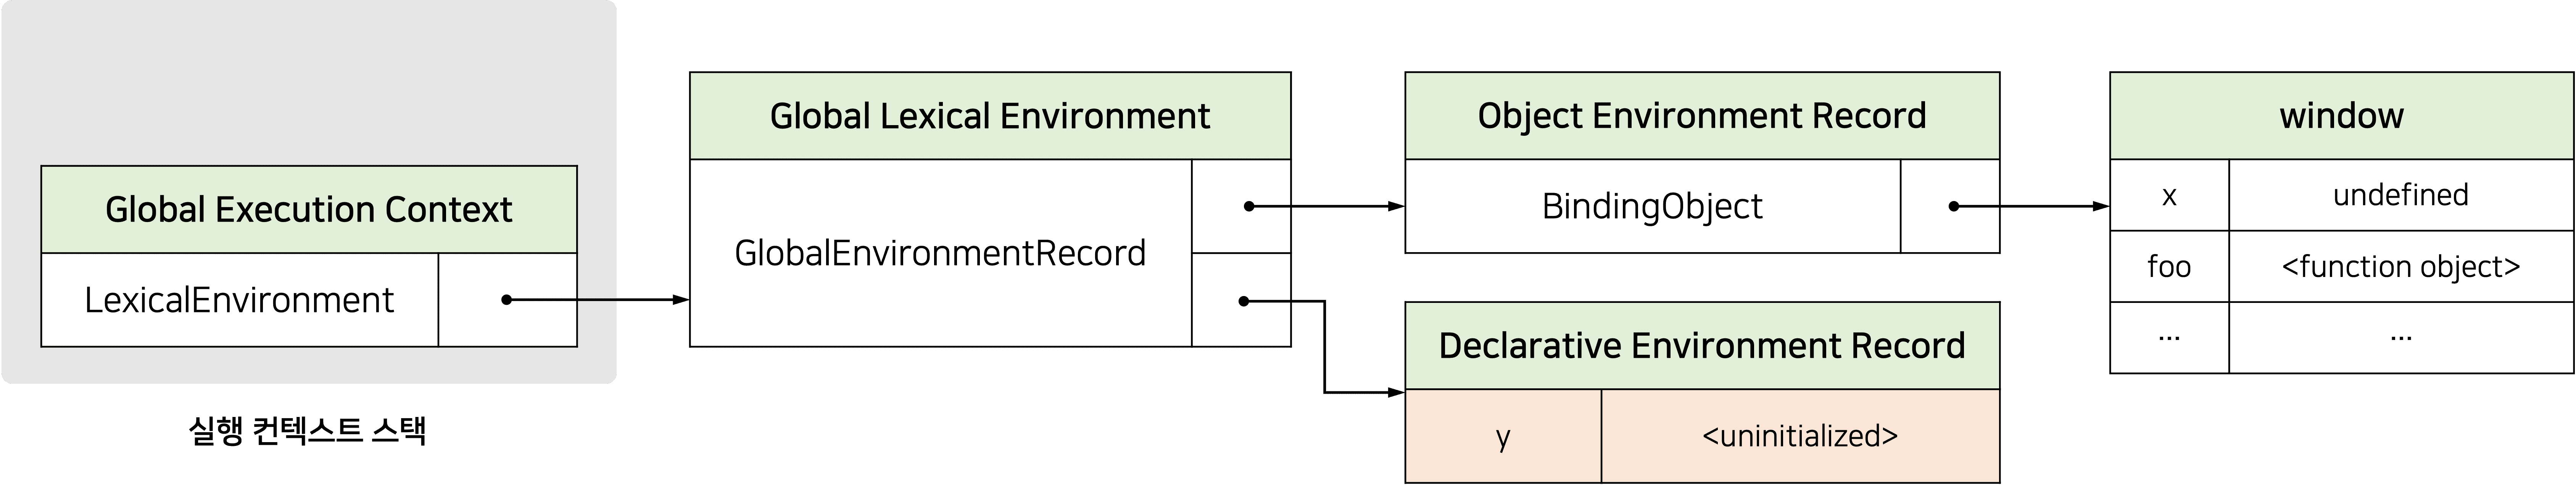 Global Execution Context
LexicalEnvironment
실행 컨텍스트 스택
Global Lexical Environment
GlobalEnvironmentRecord
Object Environment Record
BindingObject
Declarative Environment Record
y <uninitialized>
window
x undefined
foo <function object>
... ...